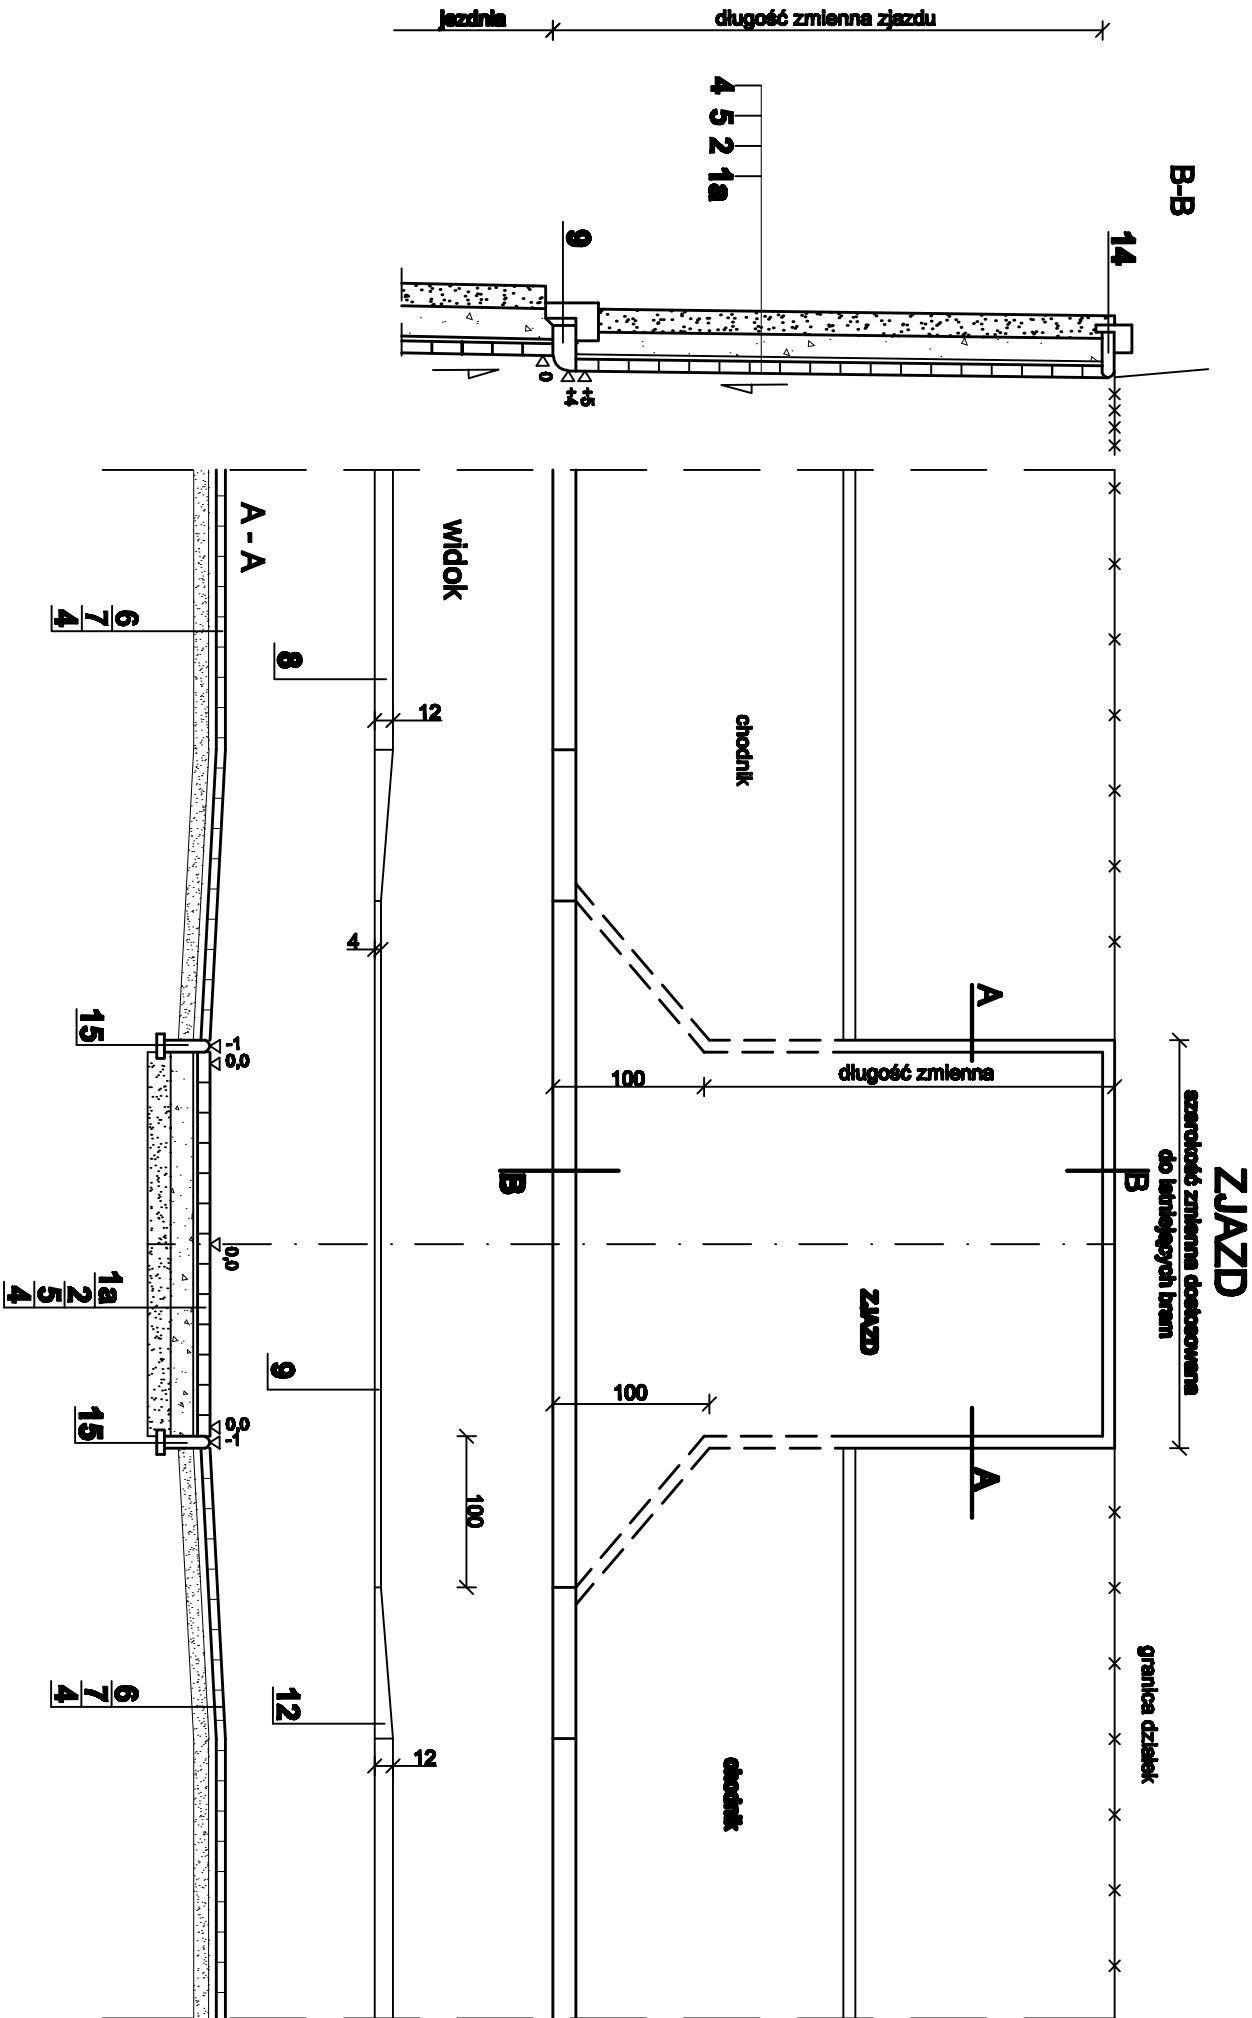 ZJAZD
szerokość zmienna dostosowana
do istniejących bram
granica działek
B-B
14
długość zmienna zjazdu
jezdnia
4
5
2
1a
9
0
+4
+5
chodnik
A
A
długość zmienna
100
B
B
ZJAZD
100
100
chodnik
widok
8
12
4
9
12
12
A - A
6
7
4
15
-1
0,0
0,0
1a
2
5
4
0,0
-1
15
6
7
4